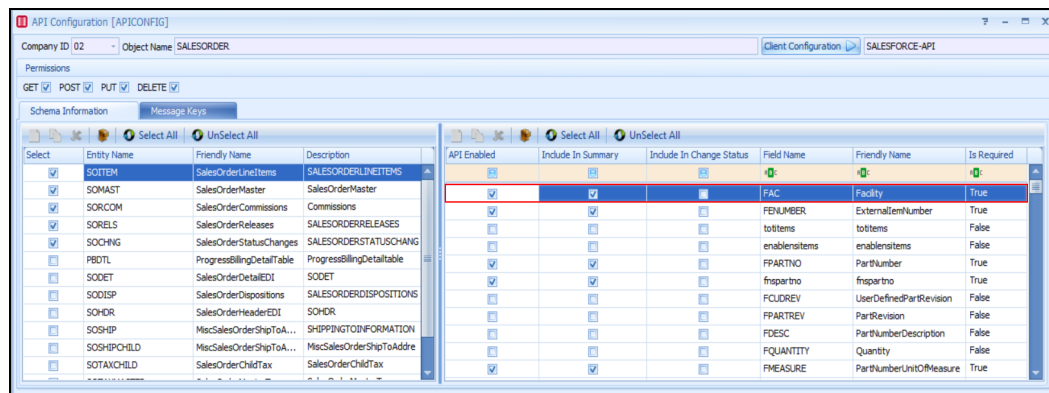 API Configuration [APICONFIG]
Company ID 02 Object Name SALESORDER Client Configuration SALESFORCE-API
Permissions
GET POST PUT DELETE
Schema Information Message Keys
Select All UnSelect All Select All UnSelect All
Select Entity Name Friendly Name Description API Enabled Include In Summary Include In Change Status Field Name Friendly Name Is Required
SOITEM SalesOrderLineItems SALESORDERLINEITEMS
SOMAST SalesOrderMaster SalesOrderMaster FAC Facility True
SORCOM SalesOrderCommissions Commissions FENUMBER ExternalIemNumber True
SORELS SalesOrderReleases SALESORDERRELEASES totitems totitems False
SOCHNG SalesOrderStatusChanges SALESORDERSTATUSCHANG enablensitems enablensitems False
PBDTL ProgressBillingDetailTable ProgressBillingDetailtable FPARTNO PartNumber True
SODET SalesOrderDetailEDI SODET fnspartno fnspartno True
SODISP SalesOrderDispositions SALESORDERDISPOSITIONS FCUDREV UserDefinedPartRevision False
SOHDR SalesOrderHeaderEDI SOHDR FPARTREV PartRevision False
SOSHIP MiscSalesOrderShipToA... SHIPPINGTOINFORMATION FDESC PartNumberDescription False
SOSHIPCHILD MiscSalesOrderShipToA... MiscSalesOrderShipToAddre FQUANTITY Quantity False
SOTAXCHILD SalesOrderChildTax SalesOrderChildTax FMEASURE PartNumberUnitOfMeasure True